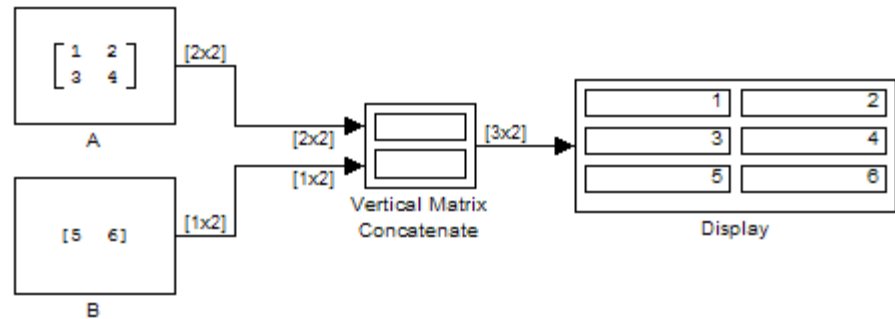 1 2
3 4
A
[2x2]
[2x2]
[5 6]
B
[1x2]
[1x2]
Vertical Matrix
Concatenate
[3x2]
1 2
3 4
5 6
Display